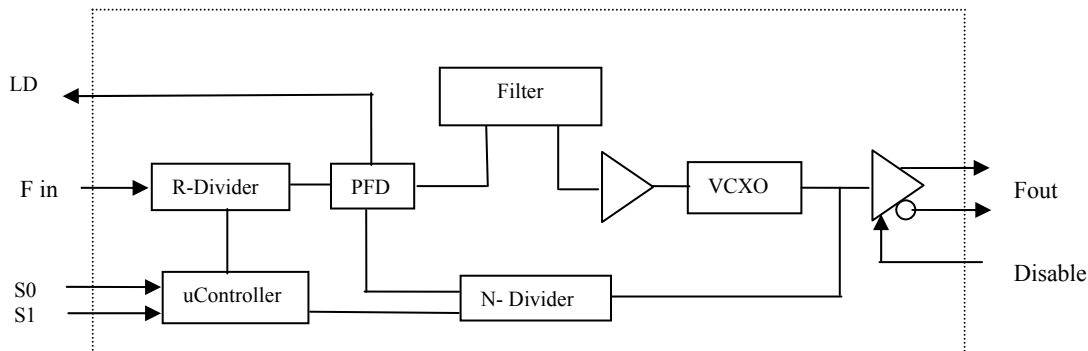 LD
Filter
F in
R-Divider
PFD
VCXO
Fout
S0
S1
uController
N- Divider
Disable